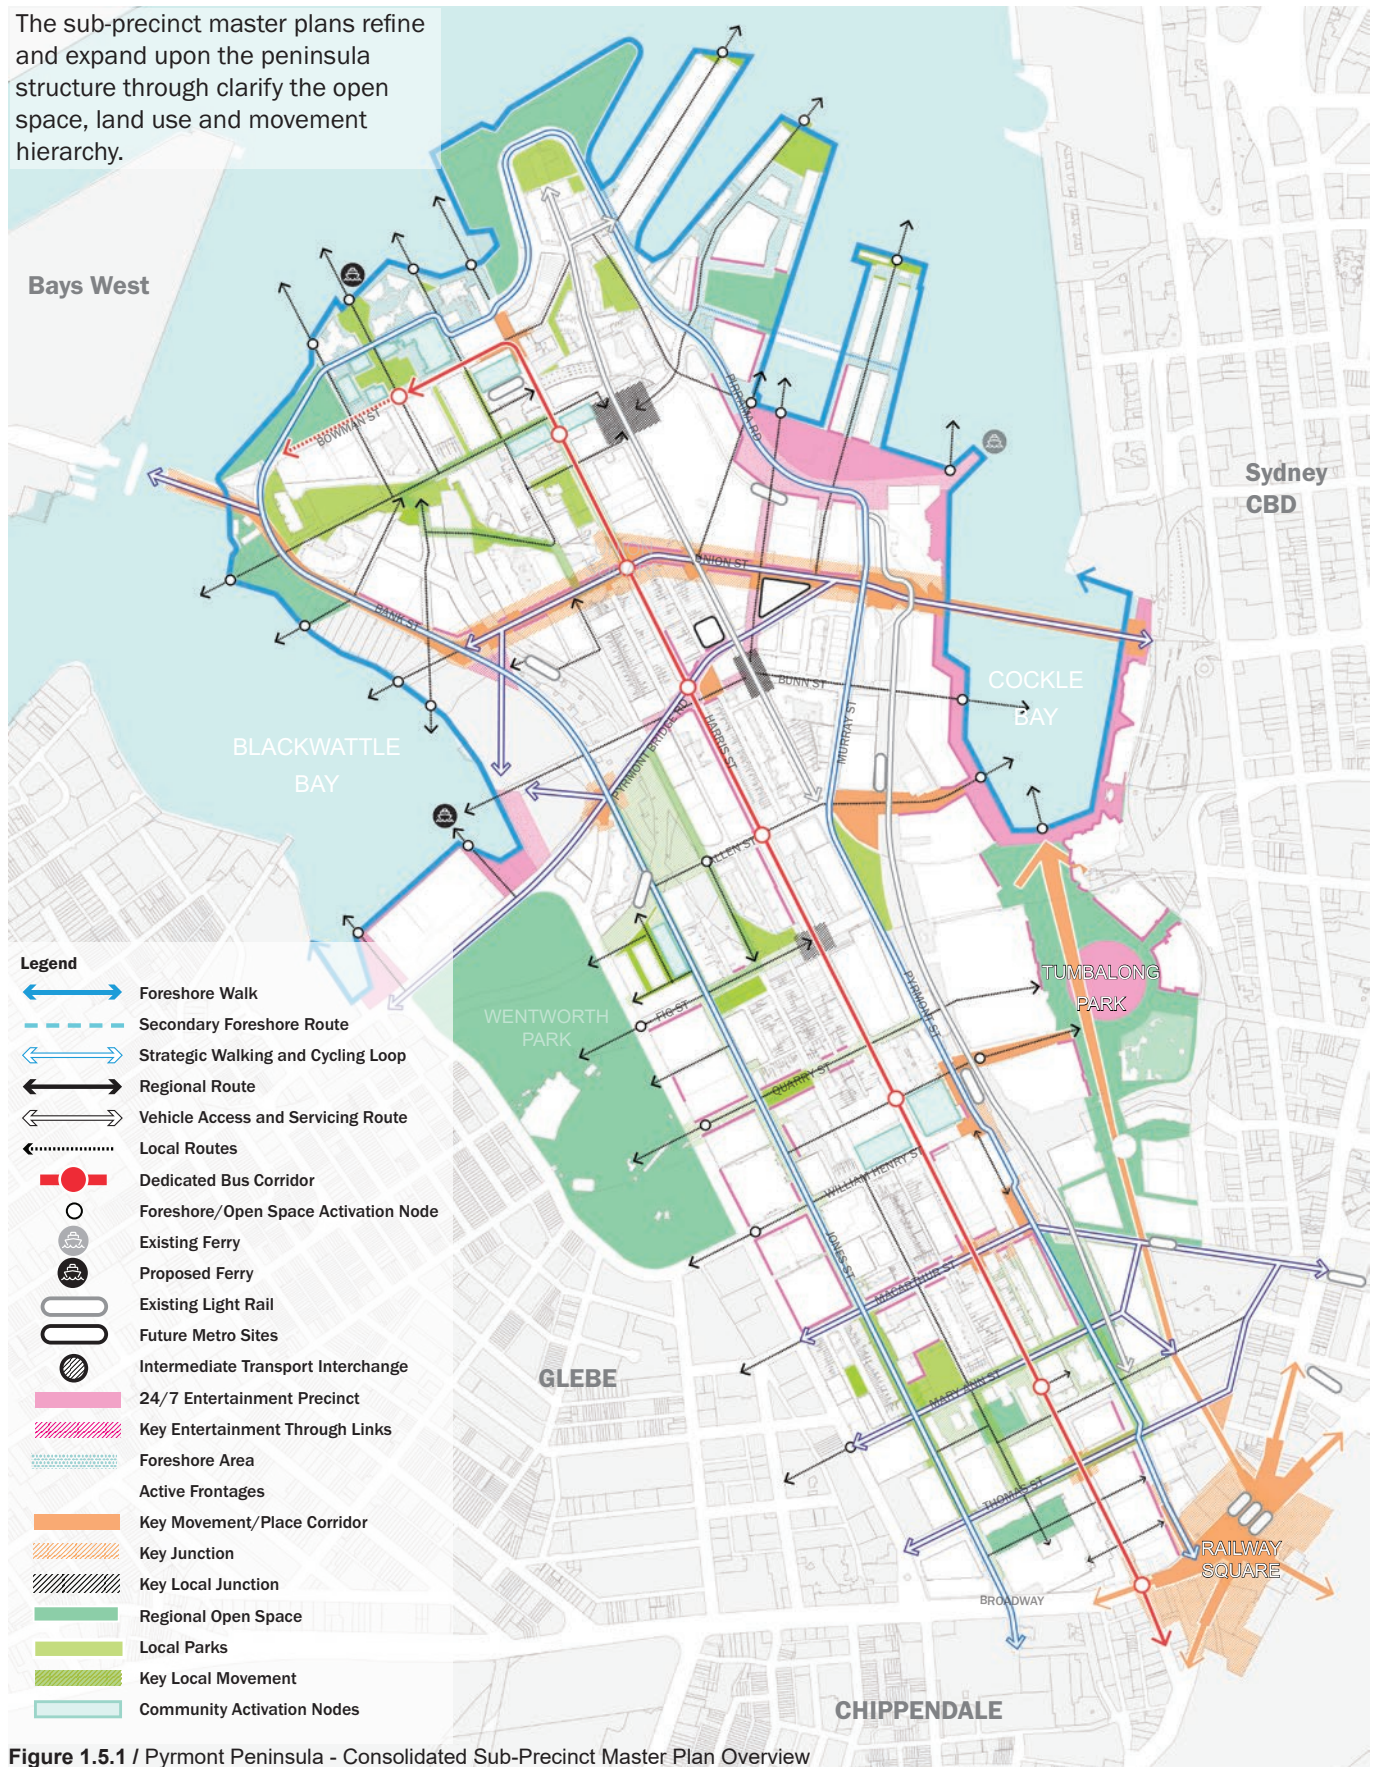 The sub-precinct master plans refine
and expand upon the peninsula
structure through clarify the open
space, land use and movement
hierarchy.
Bays West
Sydney
CBD
BOWMAN ST
PIRRAMA RD
UNION ST
BANK ST
BUNN ST
COCKLE
BAY
MURRAY ST
HARRIS ST
PYRMONT BRIDGE RD
BLACKWATTLE
BAY
ALLEN ST
TUMBALONG
PARK
PYRMONT ST
WENTWORTH
PARK
FIG ST
QUARRY ST
WILLIAM HENRY S
JONES ST
MACARTHUR ST
GLEBE
MARY ANN ST
THOMAS ST
RAILWAY
SQUARE
BROADWAY
CHIPPENDALE
Legend
Foreshore Walk
Secondary Foreshore Route
Strategic Walking and Cycling Loop
Regional Route
Vehicle Access and Servicing Route
Local Routes
Dedicated Bus Corridor
Foreshore/Open Space Activation Node
Existing Ferry
Proposed Ferry
Existing Light Rail
Future Metro Sites
Intermediate Transport Interchange
24/7 Entertainment Precinct
Key Entertainment Through Links
Foreshore Area
Active Frontages
Key Movement/Place Corridor
Key Junction
Key Local Junction
Regional Open Space
Local Parks
Key Local Movement
Community Activation Nodes
Figure 1.5.1 / Pyrmont Peninsula - Consolidated Sub-Precinct Master Plan Overview